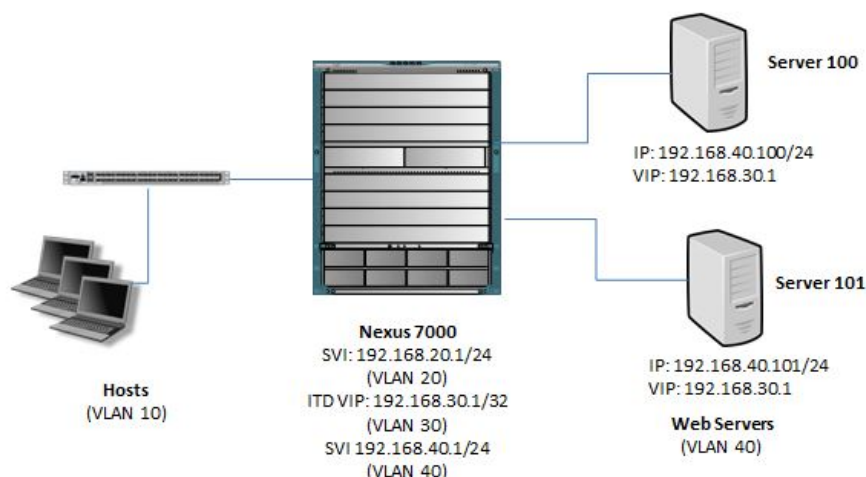 Server 100
IP: 192.168.40.100/24
VIP: 192.168.30.1
Server 101
IP: 192.168.40.101/24
VIP: 192.168.30.1
Web Servers
(VLAN 40)
Nexus 7000
SVI: 192.168.20.1/24
(VLAN 20)
ITD VIP: 192.168.30.1/32
(VLAN 30)
SVI 192.168.40.1/24
(VLAN 40)
Hosts
(VLAN 10)